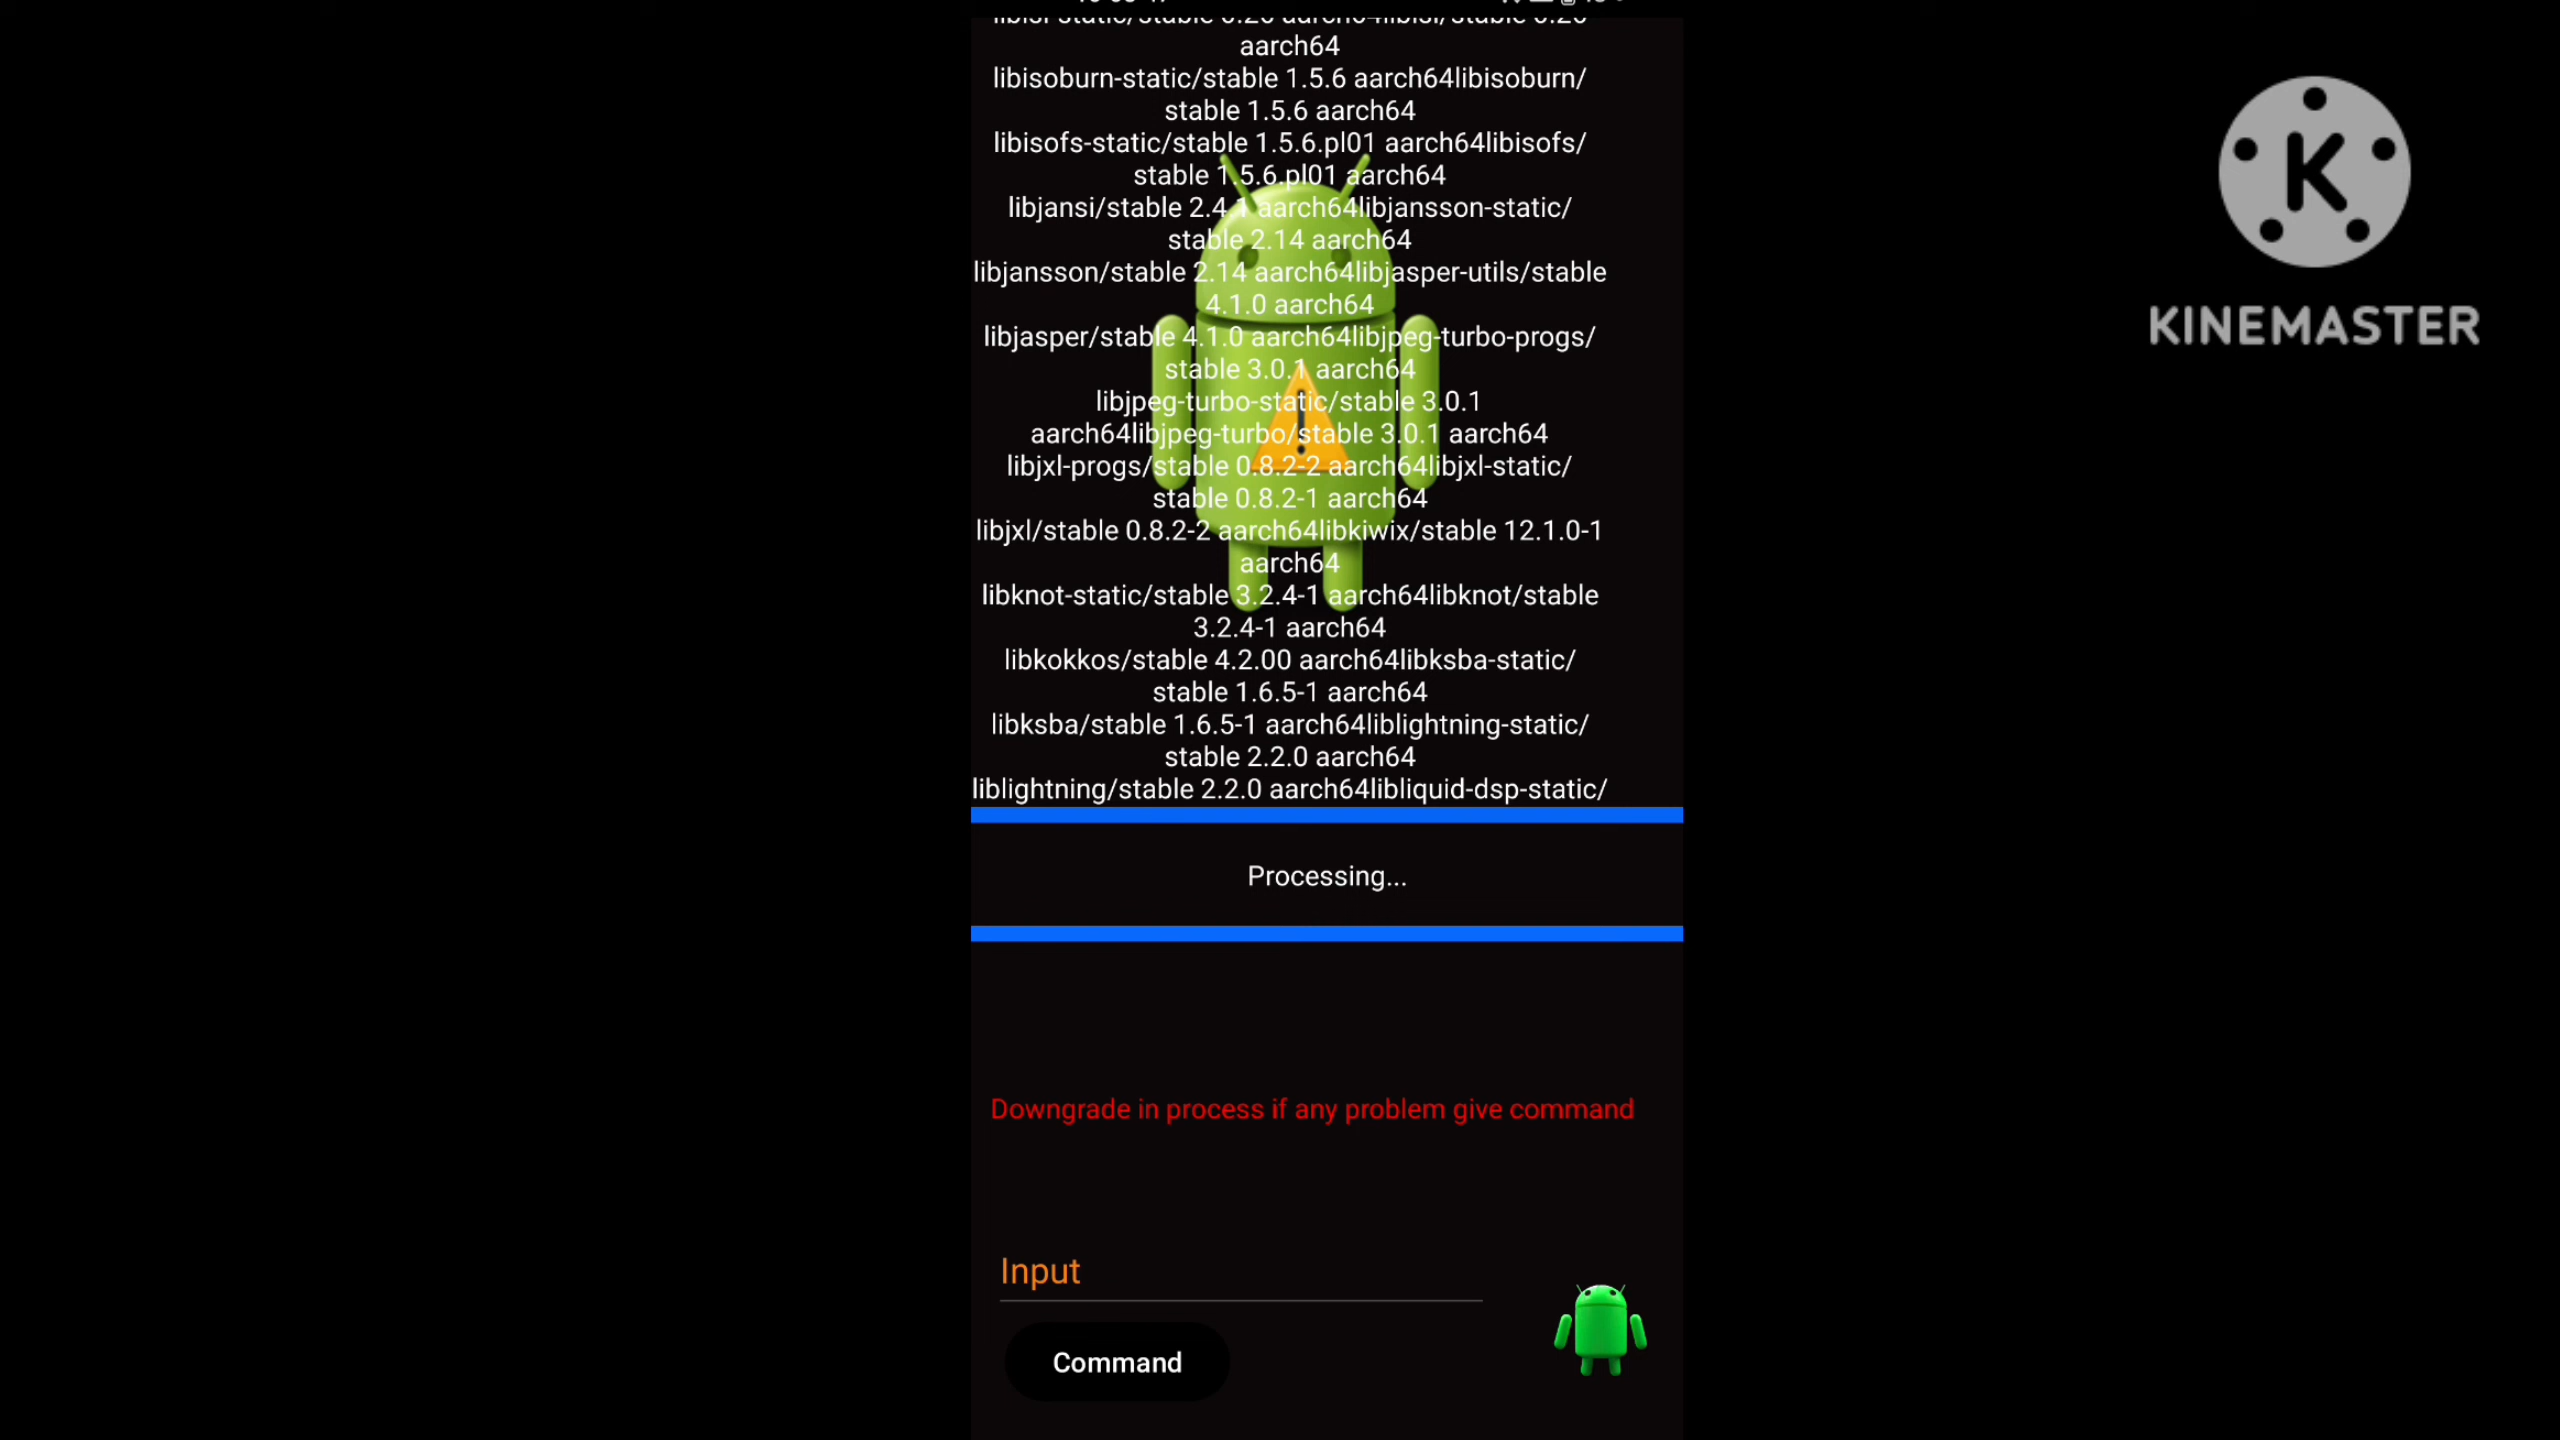 aarch64
libisoburn-static/stable 1.5.6 aarch64libisoburn/
stable 1.5.6 aarch64
libisofs-static/stable 1.5.6.pl01 aarch64libisofs/
stable 1.5.6.pl01 aarch64
libjansi/stable 2.4.1 aarch64libjansson-static/
stable 2.14 aarch64
libjansson/stable 2.14 aarch64libjasper-utils/stable
4.1.0 aarch64
libjasper/stable 4.1.0 aarch64libjpeg-turbo-progs/
stable 3.0.1 aarch64
libjpeg-turbo-static/stable 3.0.1
aarch64libjpeg-turbo/stable 3.0.1 aarch64
libjxl-progs/stable 0.8.2-2 aarch64libjxl-static/
stable 0.8.2-1 aarch64
libjxl/stable 0.8.2-2 aarch64libkiwix/stable 12.1.0-1
aarch64
libknot-static/stable 3.2.4-1 aarch64libknot/stable
3.2.4-1 aarch64
libkokkos/stable 4.2.00 aarch64libksba-static/
stable 1.6.5-1 aarch64
libksba/stable 1.6.5-1 aarch64liblightning-static/
stable 2.2.0 aarch64
liblightning/stable 2.2.0 aarch64libliquid-dsp-static/
Processing...
Downgrade in process if any problem give command
Input
Command
K
KINEMASTER